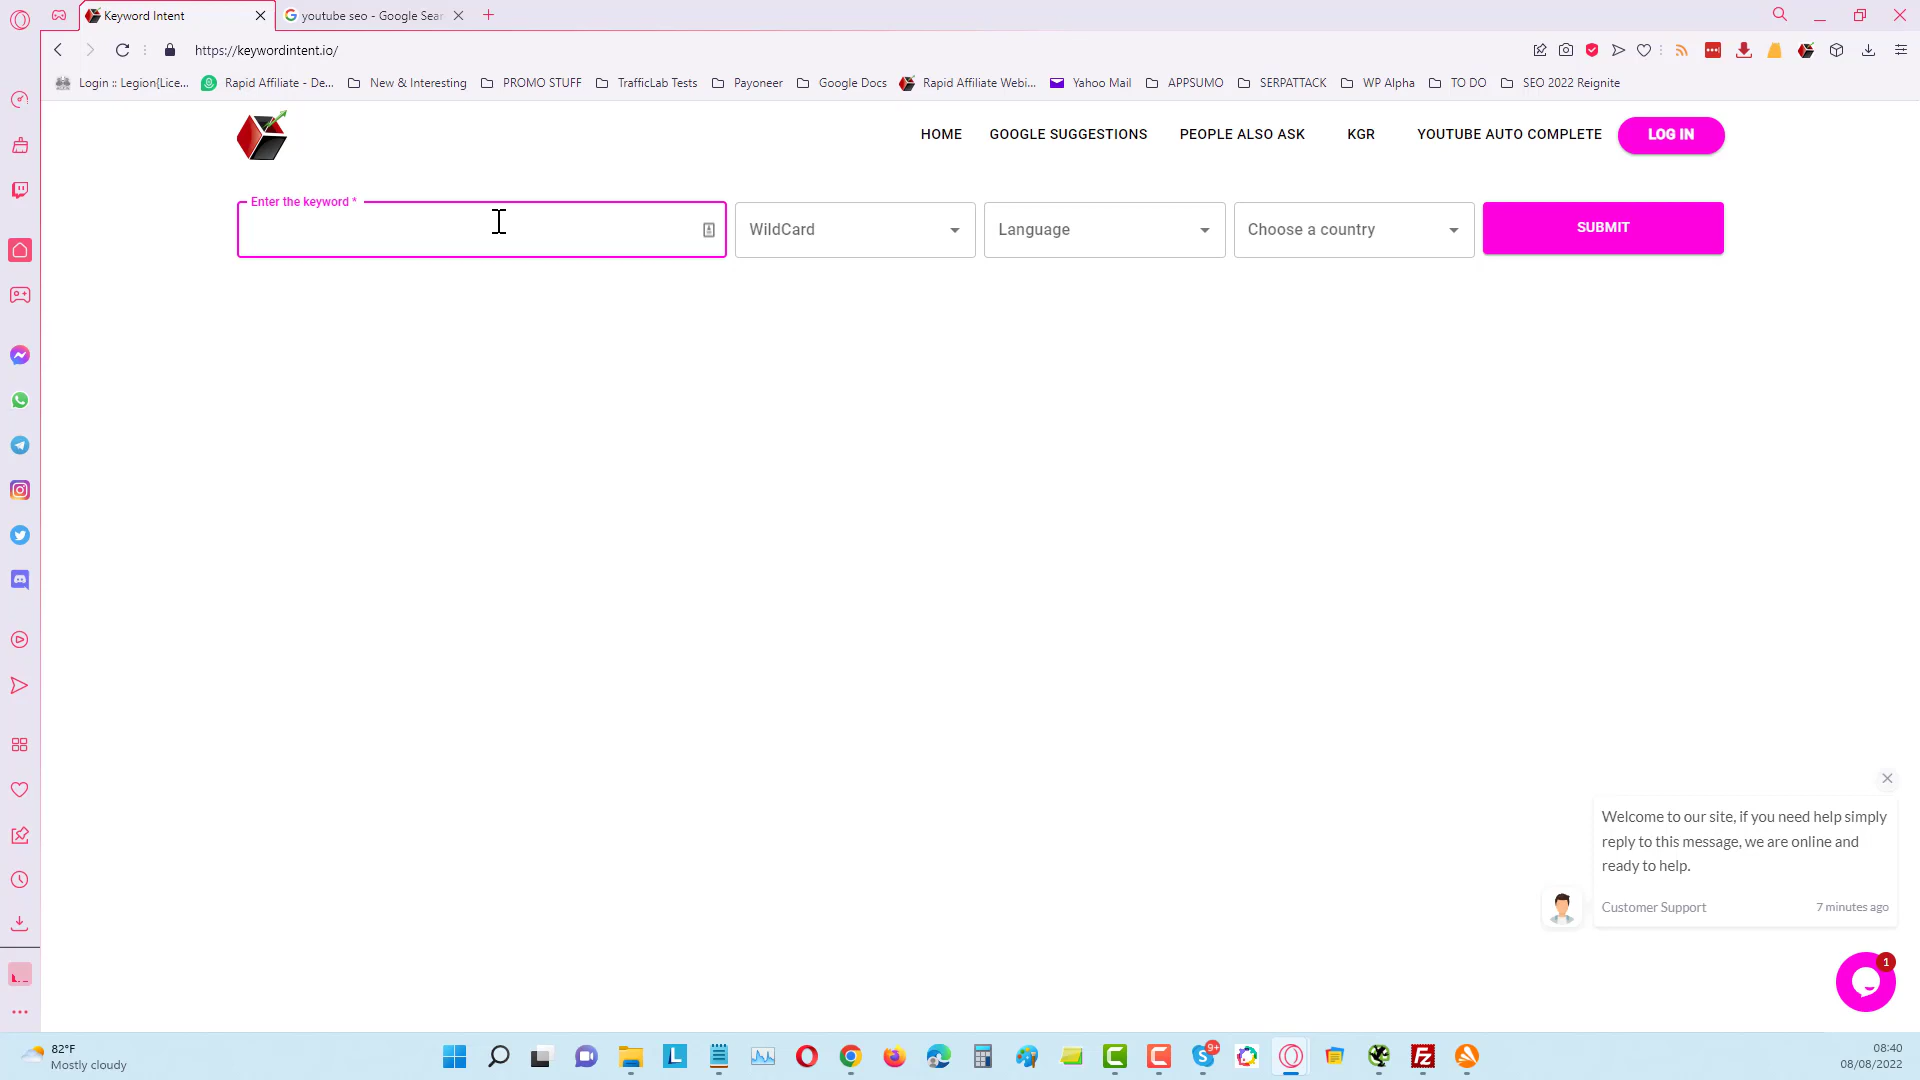 Keyword Intent
youtube seo - Google Sear
https://keywordintent.io/
Login :: Legion{Lice...
Rapid Affiliate - De...
New & Interesting
PROMO STUFF
TrafficLab Tests
Payoneer
Google Docs
Rapid Affiliate Webi...
Yahoo Mail
APPSUMO
SERPATTACK
WP Alpha
TO DO
SEO 2022 Reignite
HOME
GOOGLE SUGGESTIONS
PEOPLE ALSO ASK
KGR
YOUTUBE AUTO COMPLETE
LOG IN
Enter the keyword *
WildCard
Language
Choose a country
SUBMIT
Welcome to our site, if you need help simply
reply to this message, we are online and
ready to help.
Customer Support
7 minutes ago
1
82°F
Mostly cloudy
L
C
C
S
9+
FZ
08:40
08/08/2022